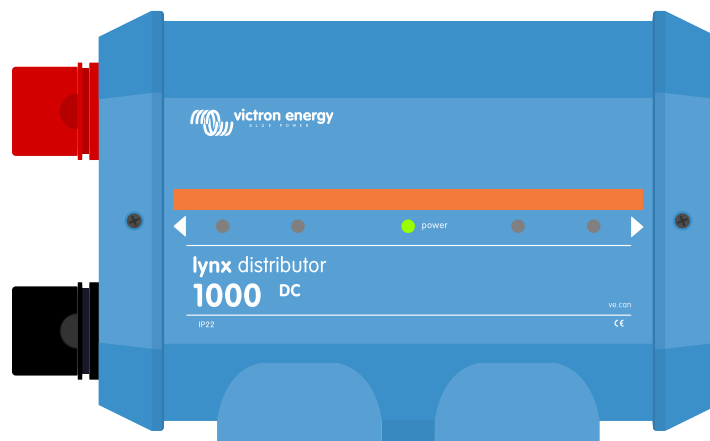 victron energy
BLUE POWER
power
lynx distributor
1000 DC
ve.can
IP22
CE